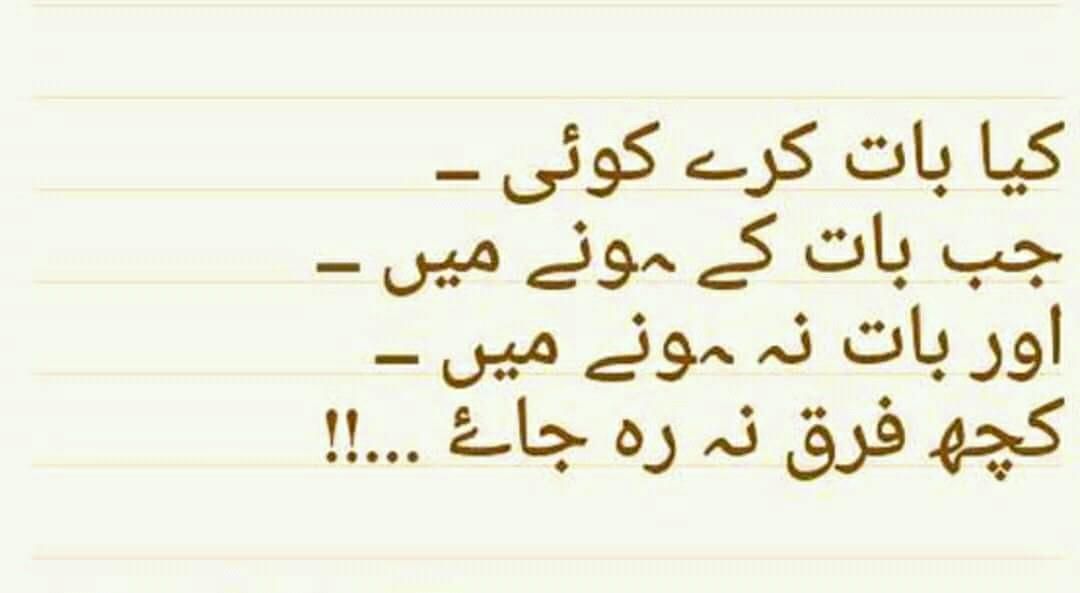 کیا بات کرے کوئی ـ
جب بات کے ہونے میں ـ
اور بات نہ ہونے میں ـ
کچھ فرق نہ رہ جائے ...!!